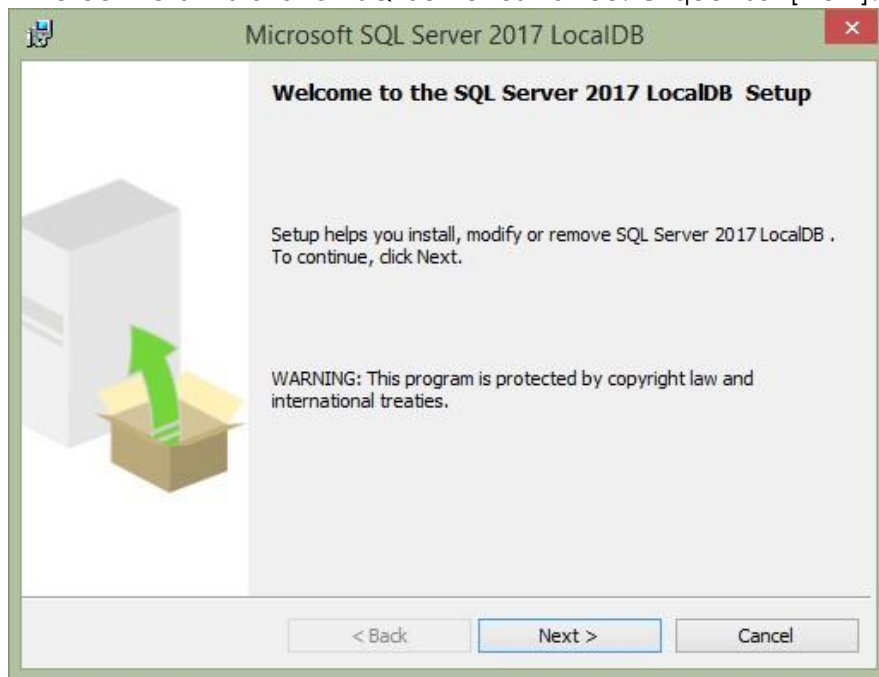 Microsoft SQL Server 2017 LocalDB
Welcome to the SQL Server 2017 LocalDB Setup
Setup helps you install, modify or remove SQL Server 2017 LocalDB .
To continue, click Next.
WARNING: This program is protected by copyright law and
international treaties.
< Back Next > Cancel